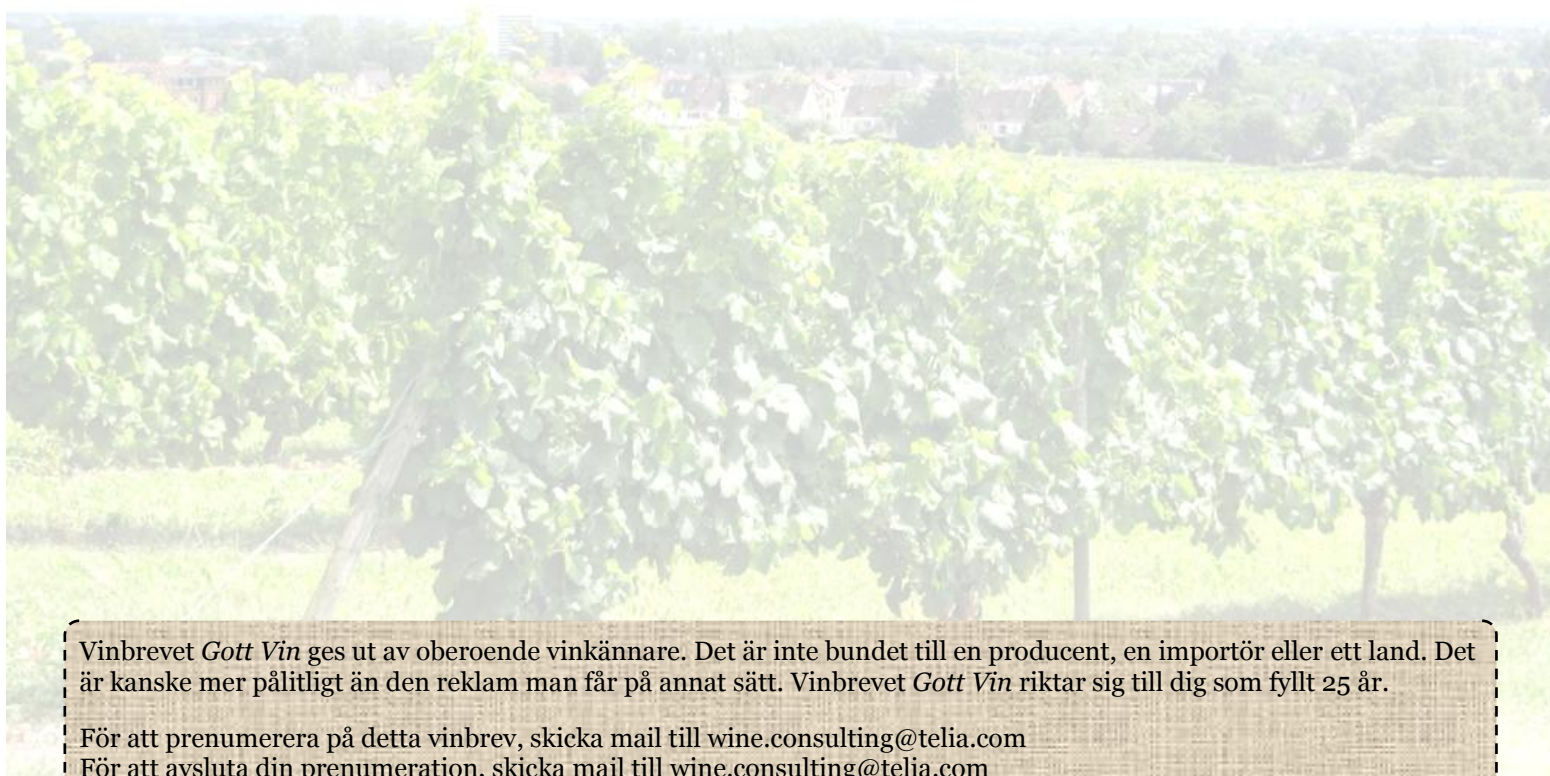 Vinbrevet Gott Vin ges ut av oberoende vinkännare. Det är inte bundet till en producent, en importör eller ett land. Det
är kanske mer pålitligt än den reklam man får på annat sätt. Vinbrevet Gott Vin riktar sig till dig som fyllt 25 år.
För att prenumerera på detta vinbrev, skicka mail till wine.consulting@telia.com
För att avsluta din prenumeration, skicka mail till wine.consulting@telia.com